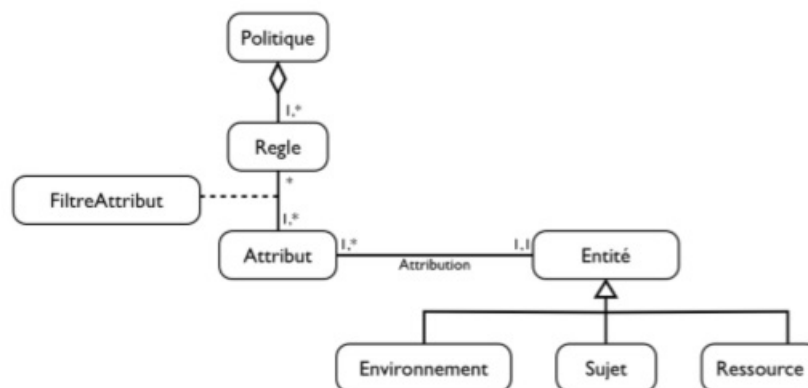 Politique
1,*
Regle
*
FiltreAttribut
1,*
Attribut
1,*
Attribution
1,1
Entité
Environnement
Sujet
Ressource